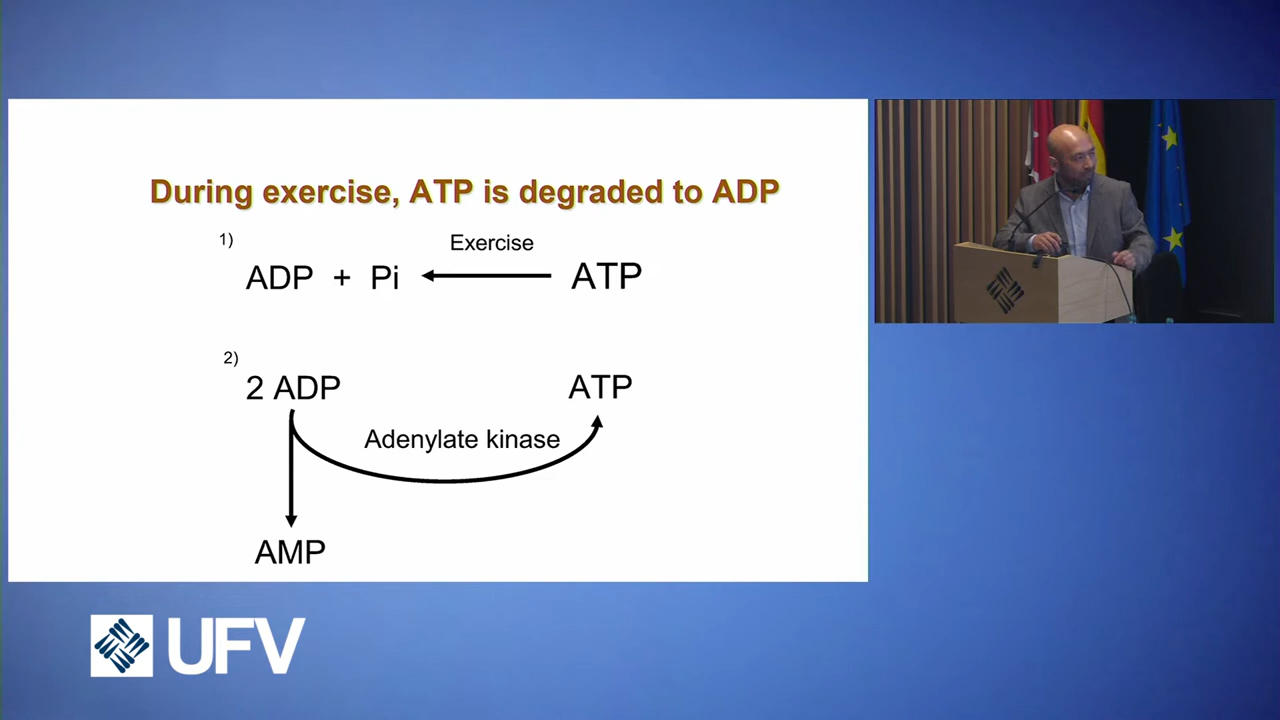 During exercise, ATP is degraded to ADP
1)
Exercise
ADP + Pi
ATP
2)
2 ADP
ATP
Adenylate kinase
AMP
UFV